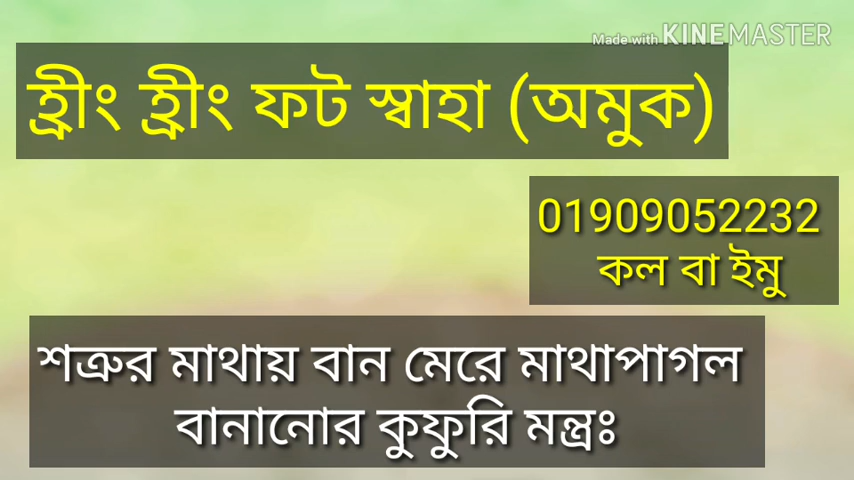 Made with KINEMASTER
হ্রীং হ্রীং ফট স্বাহা (অমুক)
01909052232
কল বা ইমু
শত্রুর মাথায় বান মেরে মাথাপাগল
বানানোর কুফুরি মন্ত্রঃ